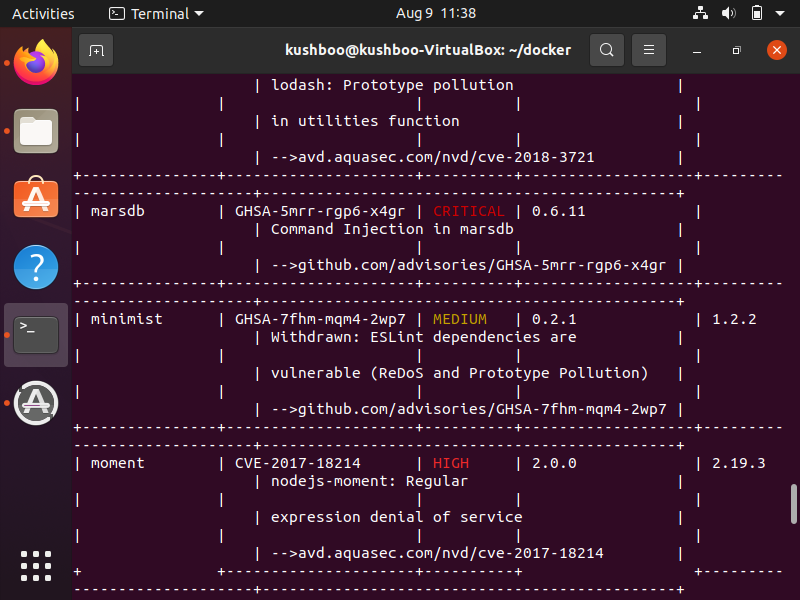 Activities Terminal Aug 9 11:38
kushboo@kushboo-VirtualBox: ~/docker
| lodash: Prototype pollution |
| | | | |
| in utilities function |
| | | | |
| -->avd.aquasec.com/nvd/cve-2018-3721 |
+---------------+---------------------+----------+-------------------+---------
--------------------+----------------------------------------------+
| marsdb | GHSA-5mrr-rgp6-x4gr | CRITICAL | 0.6.11 |
| Command Injection in marsdb |
| | | | |
| -->github.com/advisories/GHSA-5mrr-rgp6-x4gr |
+---------------+---------------------+----------+-------------------+---------
--------------------+----------------------------------------------+
| minimist | GHSA-7fhm-mqm4-2wp7 | MEDIUM | 0.2.1 | 1.2.2
| Withdrawn: ESLint dependencies are |
| | | | |
| vulnerable (ReDoS and Prototype Pollution) |
| | | | |
| -->github.com/advisories/GHSA-7fhm-mqm4-2wp7 |
+---------------+---------------------+----------+-------------------+---------
--------------------+----------------------------------------------+
| moment | CVE-2017-18214 | HIGH | 2.0.0 | 2.19.3
| nodejs-moment: Regular |
| | | | |
| expression denial of service |
| | | | |
| -->avd.aquasec.com/nvd/cve-2017-18214 |
+ +---------------------+----------+ +---------
--------------------+----------------------------------------------+